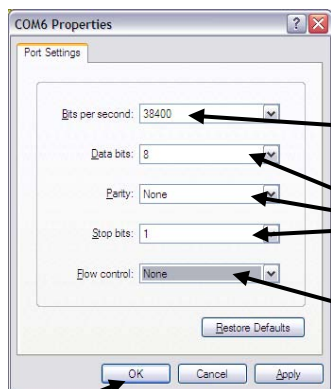 COM6 Properties
Port Settings
Bits per second: 38400
Data bits: 8
Parity: None
Stop bits: 1
Flow control: None
Restore Defaults
OK Cancel Apply